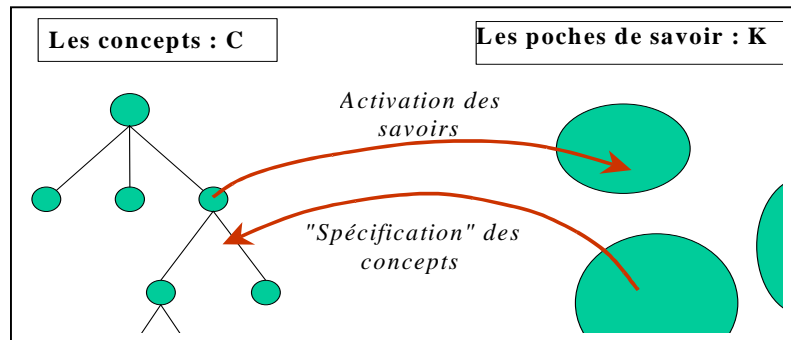 Les concepts : C
Les poches de savoir : K
Activation des
savoirs
"Spécification" des
concepts